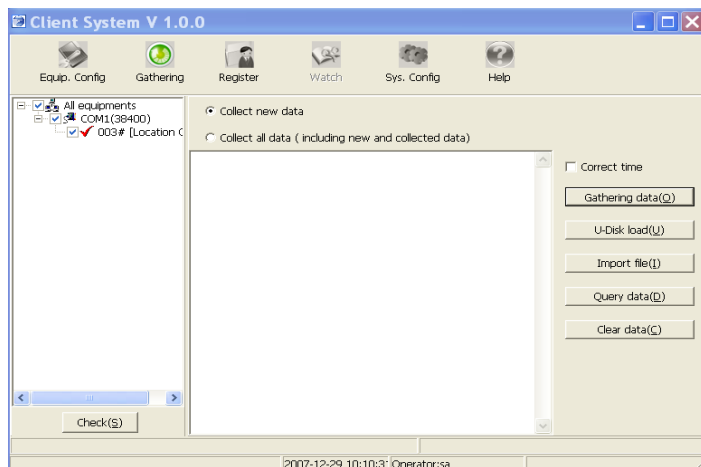 Client System V 1.0.0
Equip. Config Gathering Register Watch Sys. Config Help
All equipments
COM1(38400)
003# [Location
Collect new data
Collect all data ( including new and collected data)
Correct time
Gathering data(O)
U-Disk load(U)
Import file(I)
Query data(D)
Clear data(C)
Check(S)
2007-12-29 10:10:3 Operator:sa